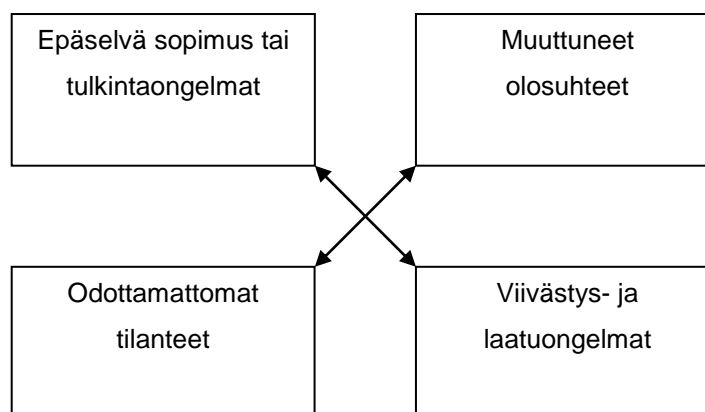 Epäselvä sopimus tai
tulkintaongelmat
Muuttuneet
olosuhteet
Odottamattomat
tilanteet
Viivästys- ja
laatuongelmat